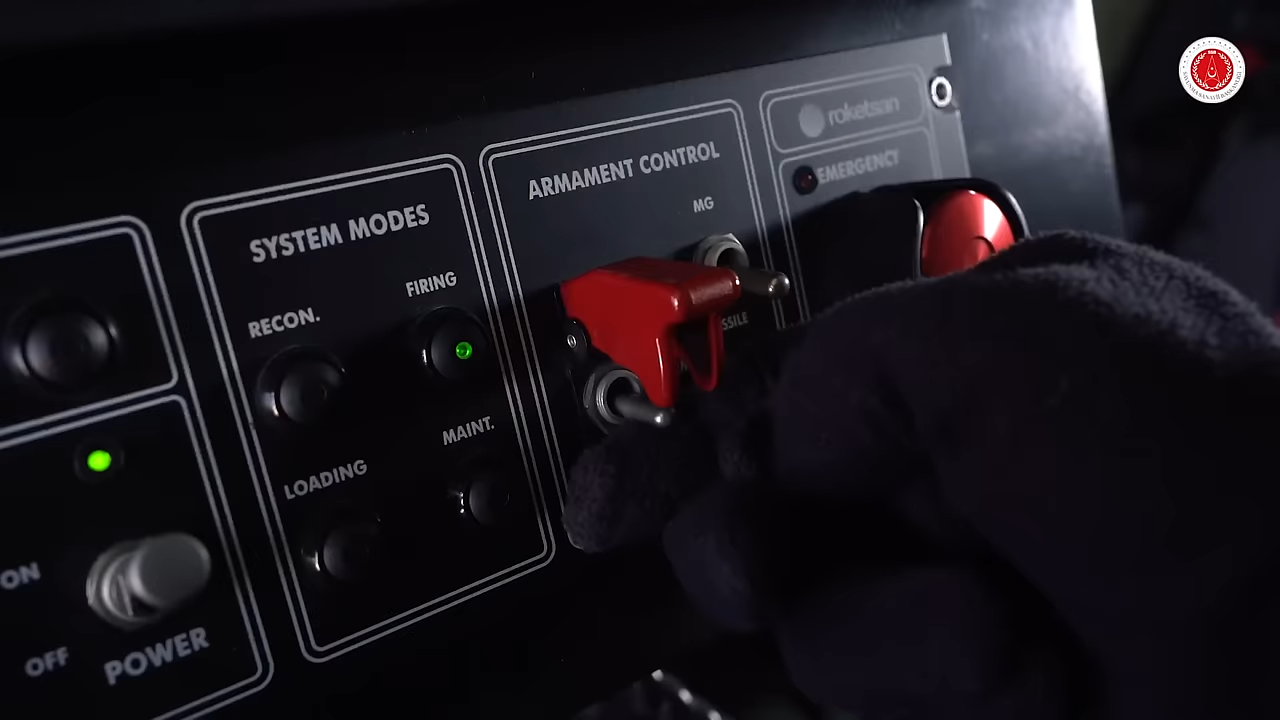 SYSTEM MODES
RECON.
FIRING
LOADING
MAINT.
ON
OFF
POWER
ARMAMENT CONTROL
MG
roketsan
EMERGENCY